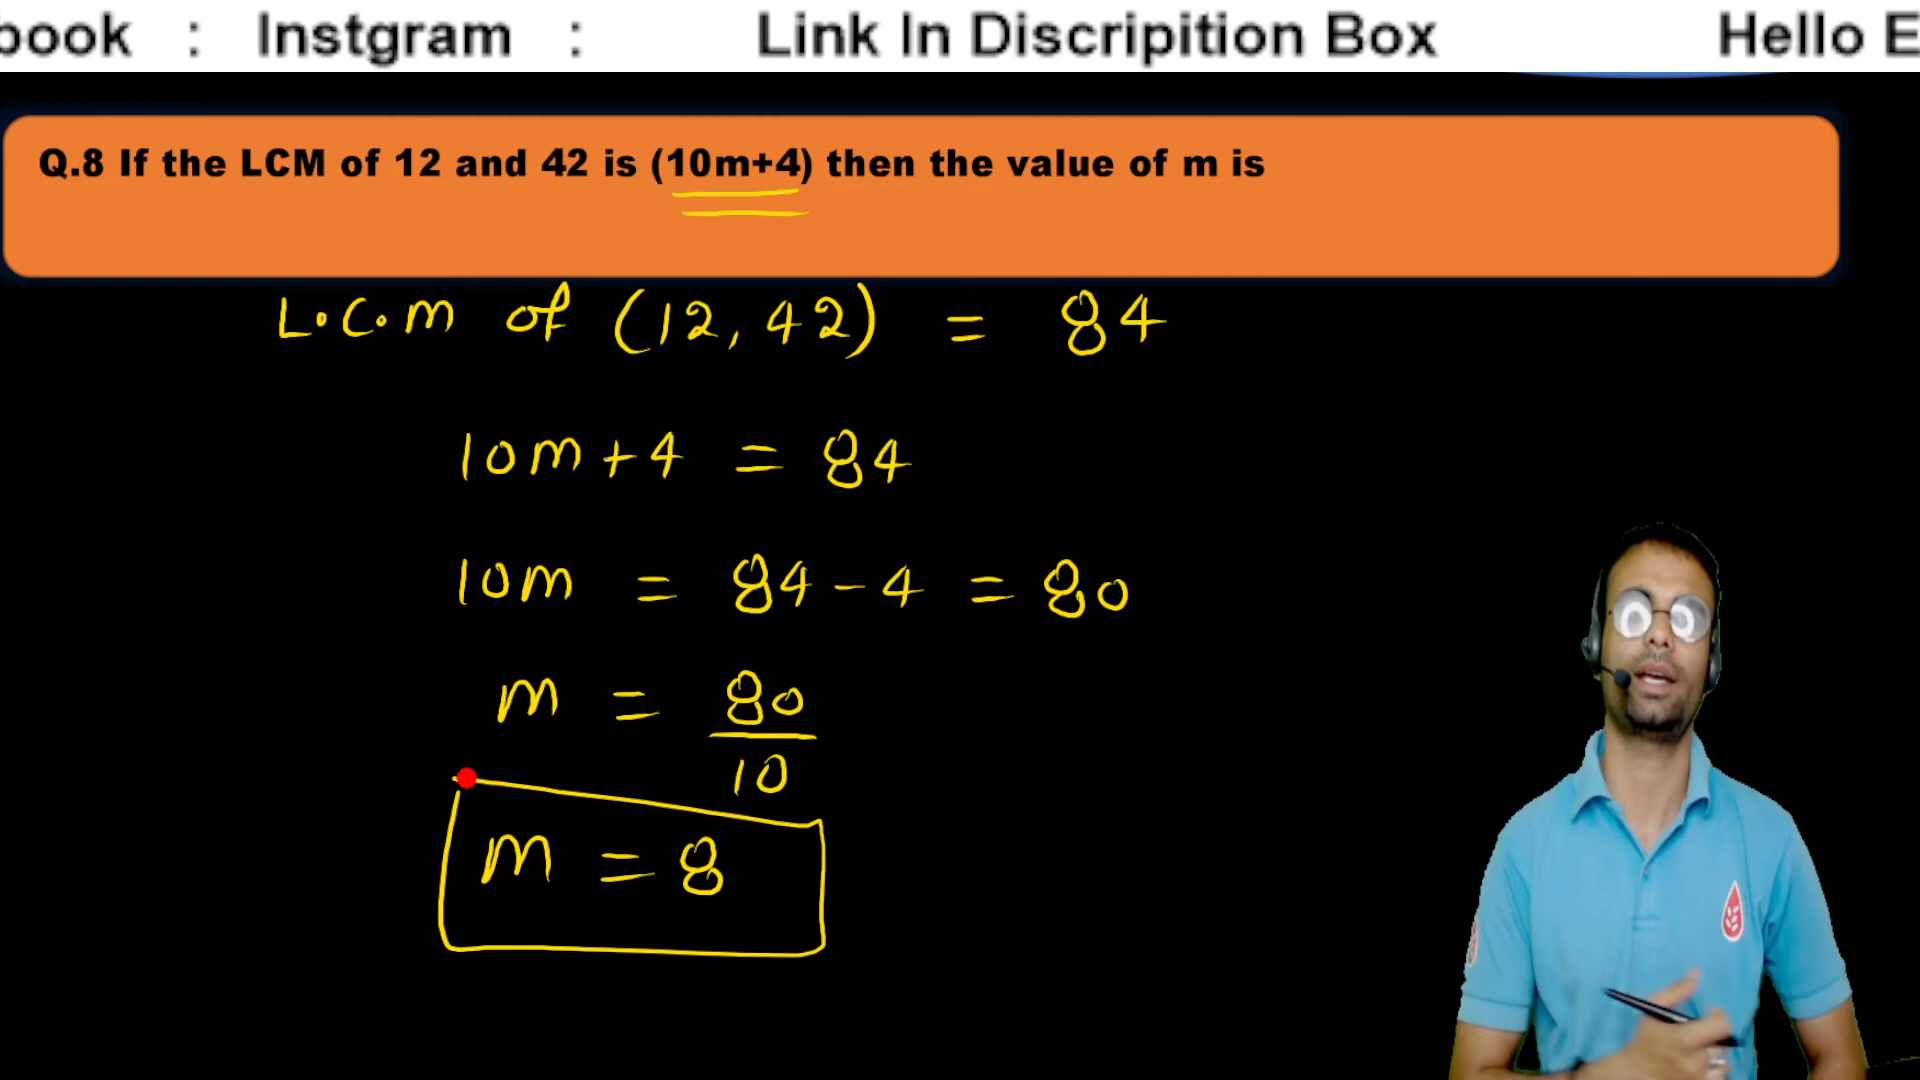 book : Instgram : Link In Discripition Box Hello E
Q.8 If the LCM of 12 and 42 is (10m+4) then the value of m is
L.C.M of (12, 42) = 84
10m + 4 = 84
10m = 84 - 4 = 80
m = 80
10
m = 8